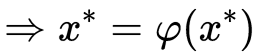 ⇒ x* = φ(x*)